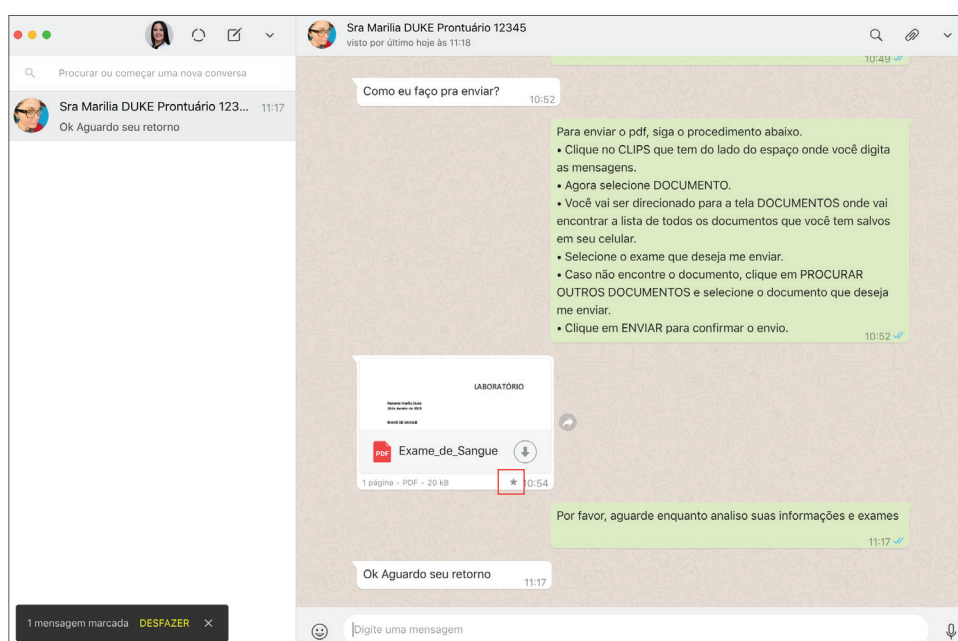 Sra Marilia DUKE Prontuário 12345
visto por último hoje às 11:18
Procurar ou começar uma nova conversa
Sra Marilia DUKE Prontuário 123... 11:17
Ok Aguardo seu retorno
10:49
Como eu faço pra enviar?
10:52
Para enviar o pdf, siga o procedimento abaixo.
• Clique no CLIPS que tem do lado do espaço onde você digita
as mensagens.
• Agora selecione DOCUMENTO.
• Você vai ser direcionado para a tela DOCUMENTOS onde vai
encontrar a lista de todos os documentos que você tem salvos
em seu celular.
• Selecione o exame que deseja me enviar.
• Caso não encontre o documento, clique em PROCURAR
OUTROS DOCUMENTOS e selecione o documento que deseja
me enviar.
• Clique em ENVIAR para confirmar o envio.
10:52
LABORATÓRIO
EXAME DE SANGUE
PDF Exame_de_Sangue
1 página • PDF • 20 kB 10:54
Por favor, aguarde enquanto analiso suas informações e exames
11:17
Ok Aguardo seu retorno
11:17
1 mensagem marcada DESFAZER
Digite uma mensagem